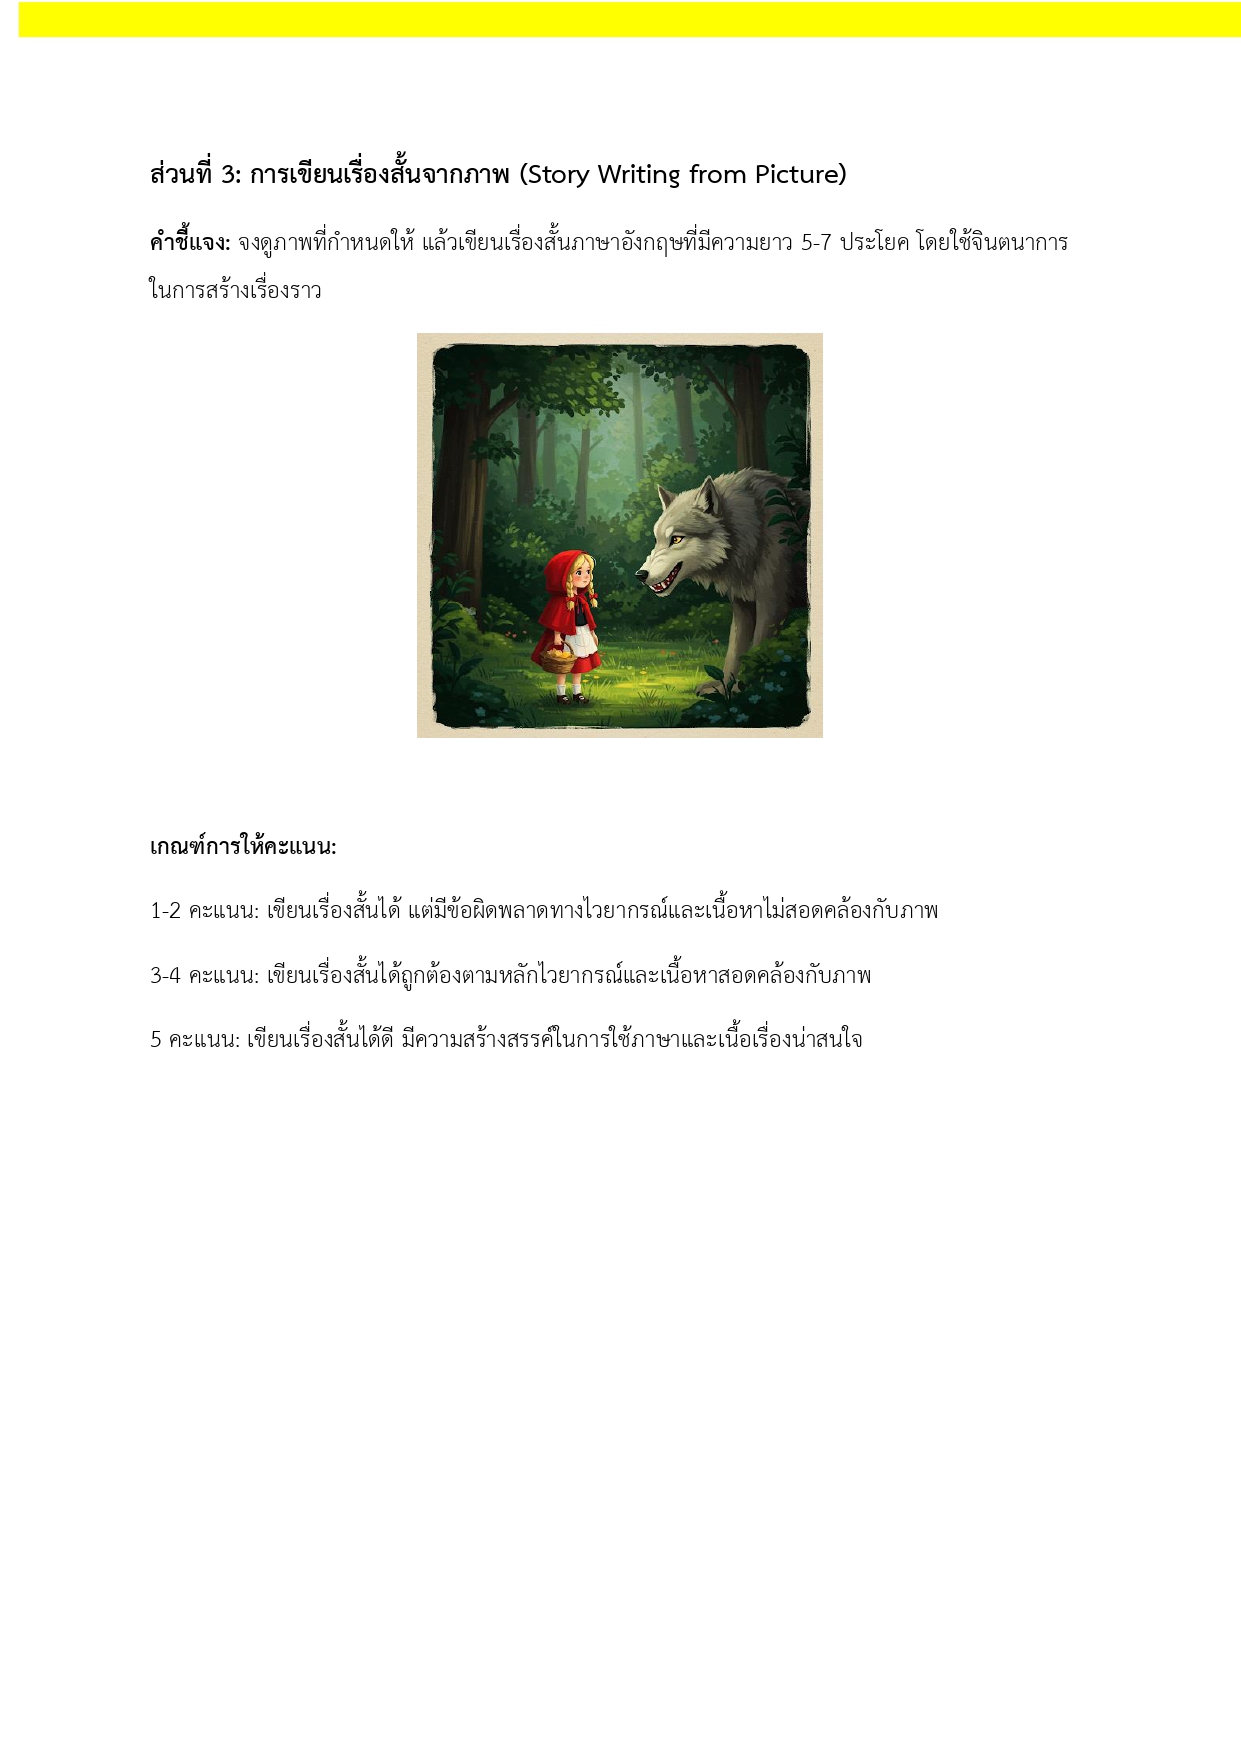 ส่วนที่ 3: การเขียนเรื่องสั้นจากภาพ (Story Writing from Picture)
คำชี้แจง: จงดูภาพที่กำหนดให้ แล้วเขียนเรื่องสั้นภาษาอังกฤษที่มีความยาว 5-7 ประโยค โดยใช้จินตนาการ
ในการสร้างเรื่องราว
เกณฑ์การให้คะแนน:
1-2 คะแนน: เขียนเรื่องสั้นได้ แต่มีข้อผิดพลาดทางไวยากรณ์และเนื้อหาไม่สอดคล้องกับภาพ
3-4 คะแนน: เขียนเรื่องสั้นได้ถูกต้องตามหลักไวยากรณ์และเนื้อหาสอดคล้องกับภาพ
5 คะแนน: เขียนเรื่องสั้นได้ดี มีความสร้างสรรค์ในการใช้ภาษาและเนื้อเรื่องน่าสนใจ